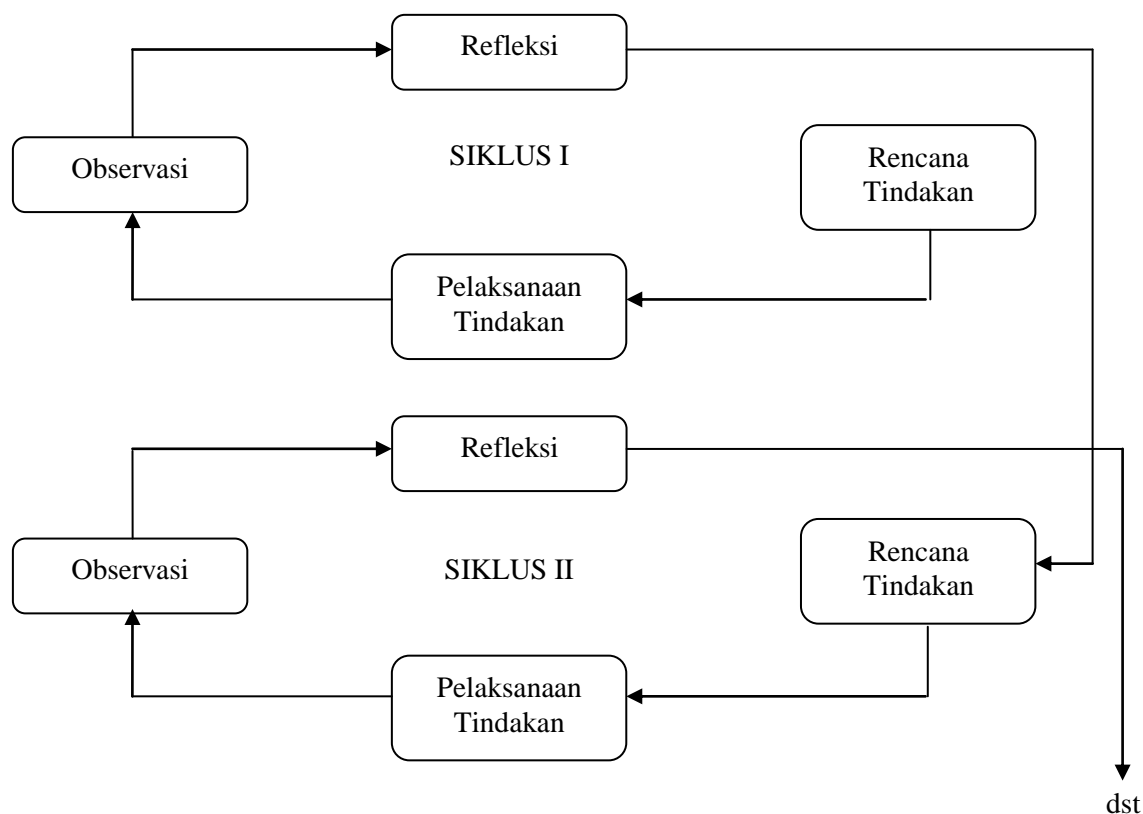 Refleksi
Observasi
SIKLUS I
Rencana
Tindakan
Pelaksanaan
Tindakan
Refleksi
Observasi
SIKLUS II
Rencana
Tindakan
Pelaksanaan
Tindakan
dst